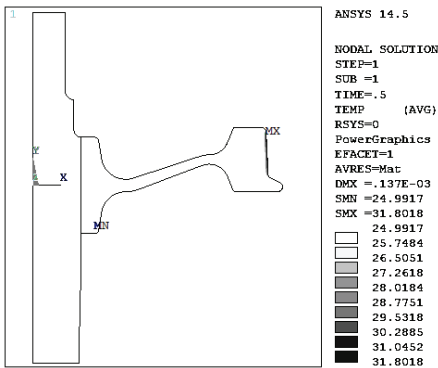 1
ANSYS 14.5
NODAL SOLUTION
STEP=1
SUB =1
TIME=.5
TEMP (AVG)
RSYS=0
PowerGraphics
EFACET=1
AVRES=Mat
DMX =.137E-03
SMN =24.9917
SMX =31.8018
24.9917
25.7484
26.5051
27.2618
28.0184
28.7751
29.5318
30.2885
31.0452
31.8018
MX
Y
X
MN